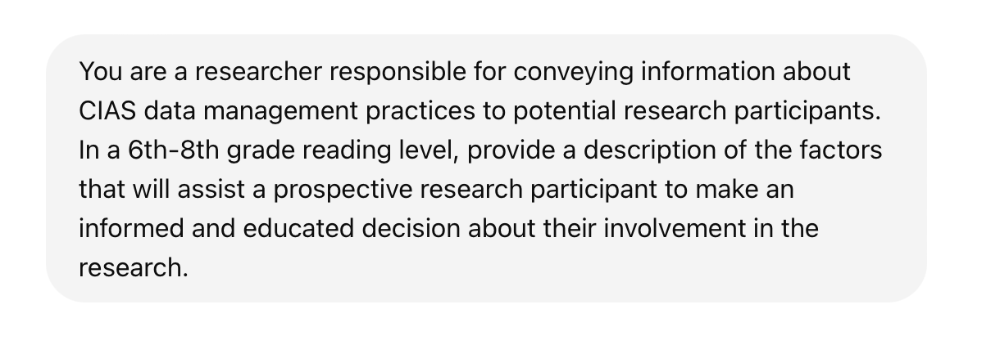 You are a researcher responsible for conveying information about
CIAS data management practices to potential research participants.
In a 6th-8th grade reading level, provide a description of the factors
that will assist a prospective research participant to make an
informed and educated decision about their involvement in the
research.